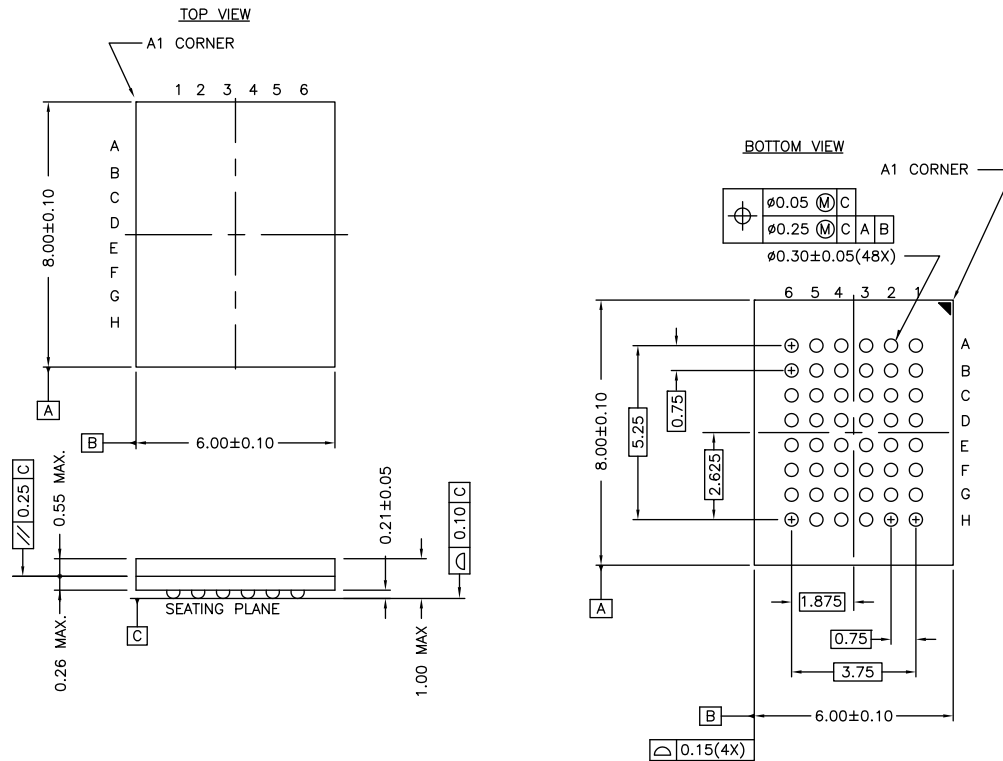 TOP VIEW
A1 CORNER
1 2 3 4 5 6
A
B
C
D
E
F
G
H
8.00±0.10
A
B
6.00±0.10
// 0.25 C
0.55 MAX.
0.21±0.05
⌓ 0.10 C
SEATING PLANE
C
0.26 MAX.
1.00 MAX
BOTTOM VIEW
A1 CORNER
⌖ ø0.05 Ⓜ C
ø0.25 Ⓜ C A B
ø0.30±0.05(48X)
6 5 4 3 2 1
A
B
C
D
E
F
G
H
8.00±0.10
5.25
0.75
2.625
A
1.875
0.75
3.75
B
6.00±0.10
⌓ 0.15(4X)